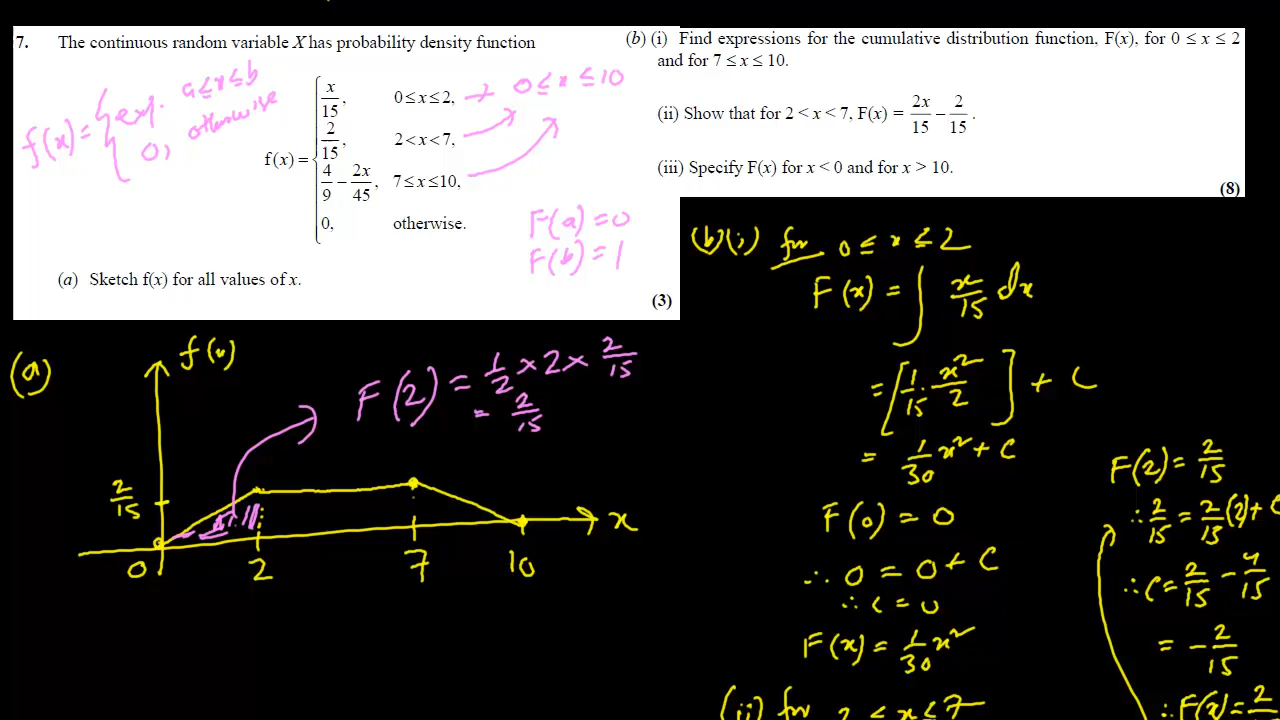 7. The continuous random variable X has probability density function
f(x) = { x/15, 0 ≤ x ≤ 2, → 0 ≤ x ≤ 10
2/15, 2 < x < 7,
4/9 − 2x/45, 7 ≤ x ≤ 10,
0, otherwise.
f(x) = { exp. a ≤ x ≤ b
0, otherwise
F(a) = 0
F(b) = 1
(a) Sketch f(x) for all values of x.
(3)
(b) (i) Find expressions for the cumulative distribution function, F(x), for 0 ≤ x ≤ 2
and for 7 ≤ x ≤ 10.
(ii) Show that for 2 < x < 7, F(x) = 2x/15 − 2/15 .
(iii) Specify F(x) for x < 0 and for x > 10.
(8)
(a)
f(x)
F(2) = 1/2 × 2 × 2/15
= 2/15
2/15
0 2 7 10 x
(b)(i) for 0 ≤ x ≤ 2
F(x) = ∫ x/15 dx
= [1/15 · x²/2] + C
= 1/30 x² + C
F(0) = 0
∴ 0 = 0 + C
∴ C = 0
F(x) = 1/30 x²
(ii) for 2 < x < 7
F(2) = 2/15
∴ 2/15 = 2/15 (2) + C
∴ C = 2/15 − 4/15
= − 2/15
∴ F(x) = 2